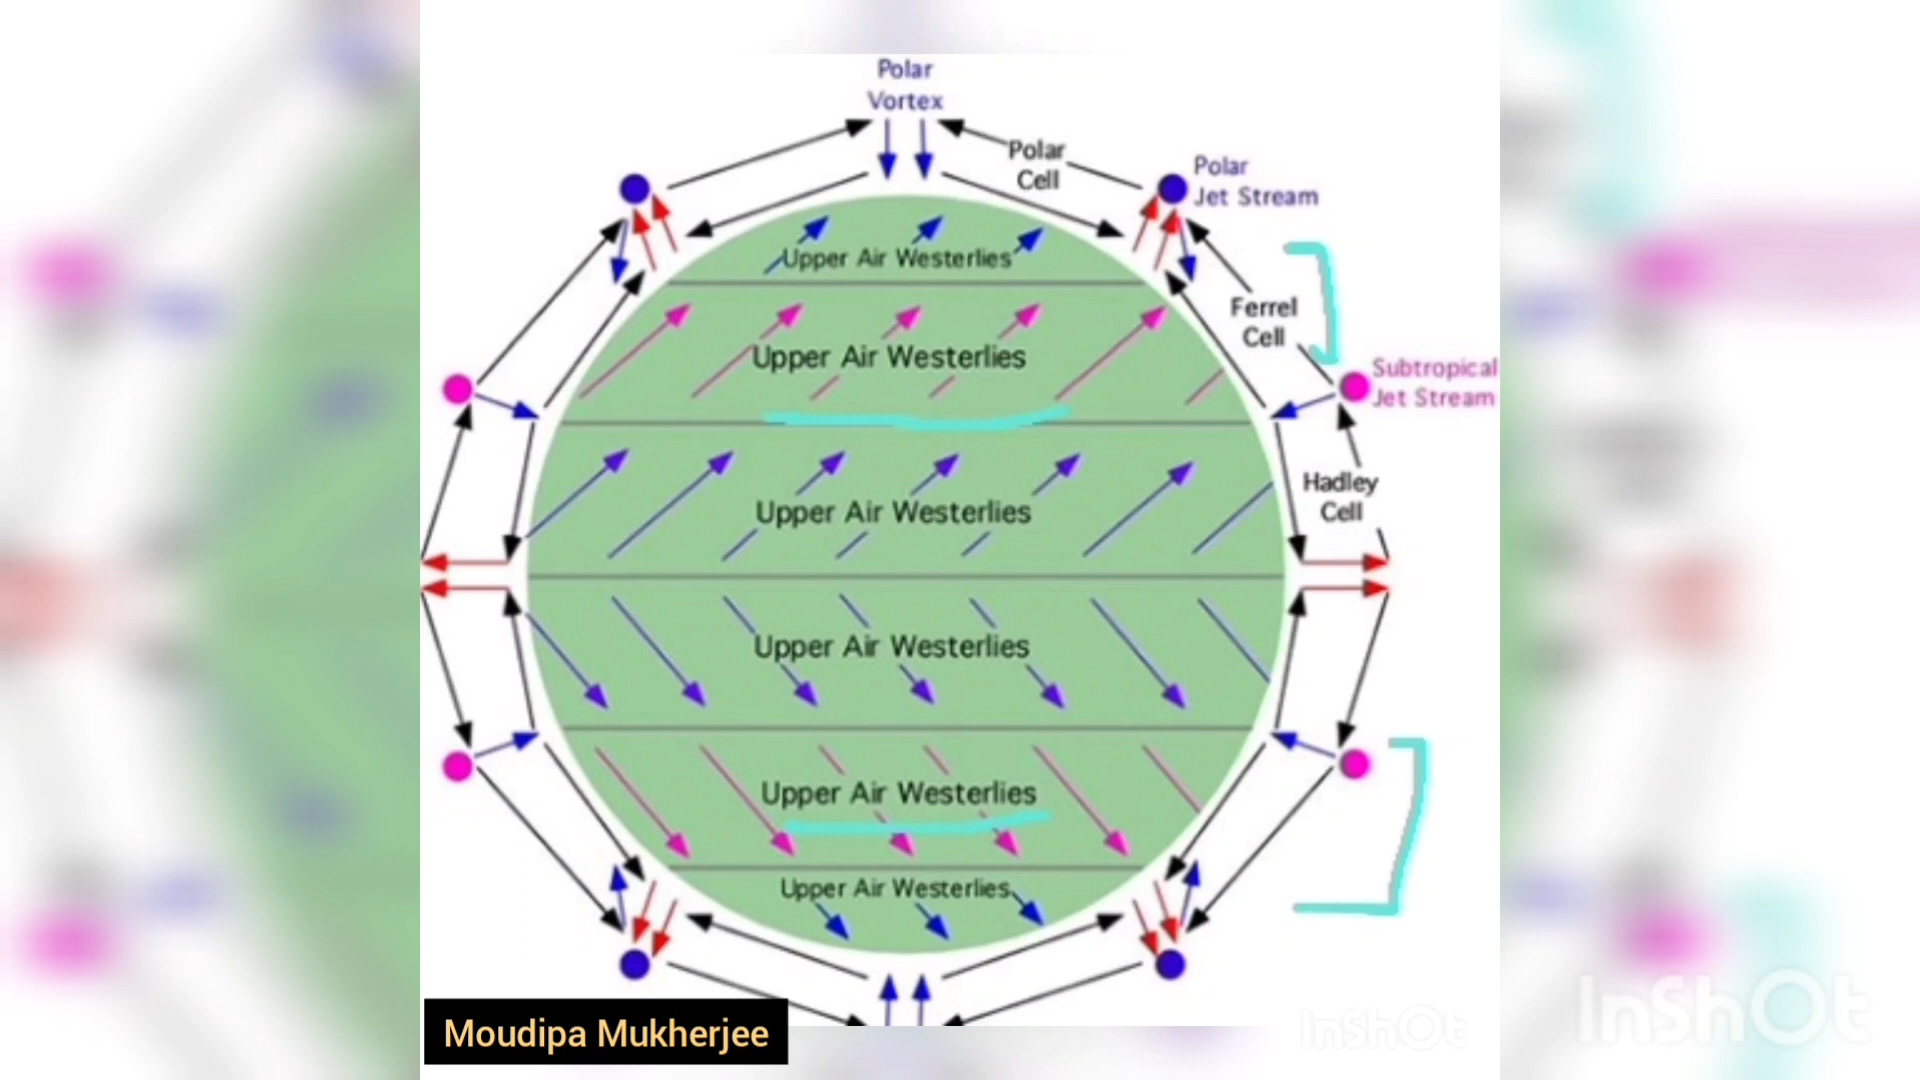 Polar
Vortex
Polar
Cell
Polar
Jet Stream
Upper Air Westerlies
Ferrel
Cell
Upper Air Westerlies
Subtropical
Jet Stream
Hadley
Cell
Upper Air Westerlies
Upper Air Westerlies
Upper Air Westerlies
Upper Air Westerlies
Moudipa Mukherjee
InShOt
InShOt